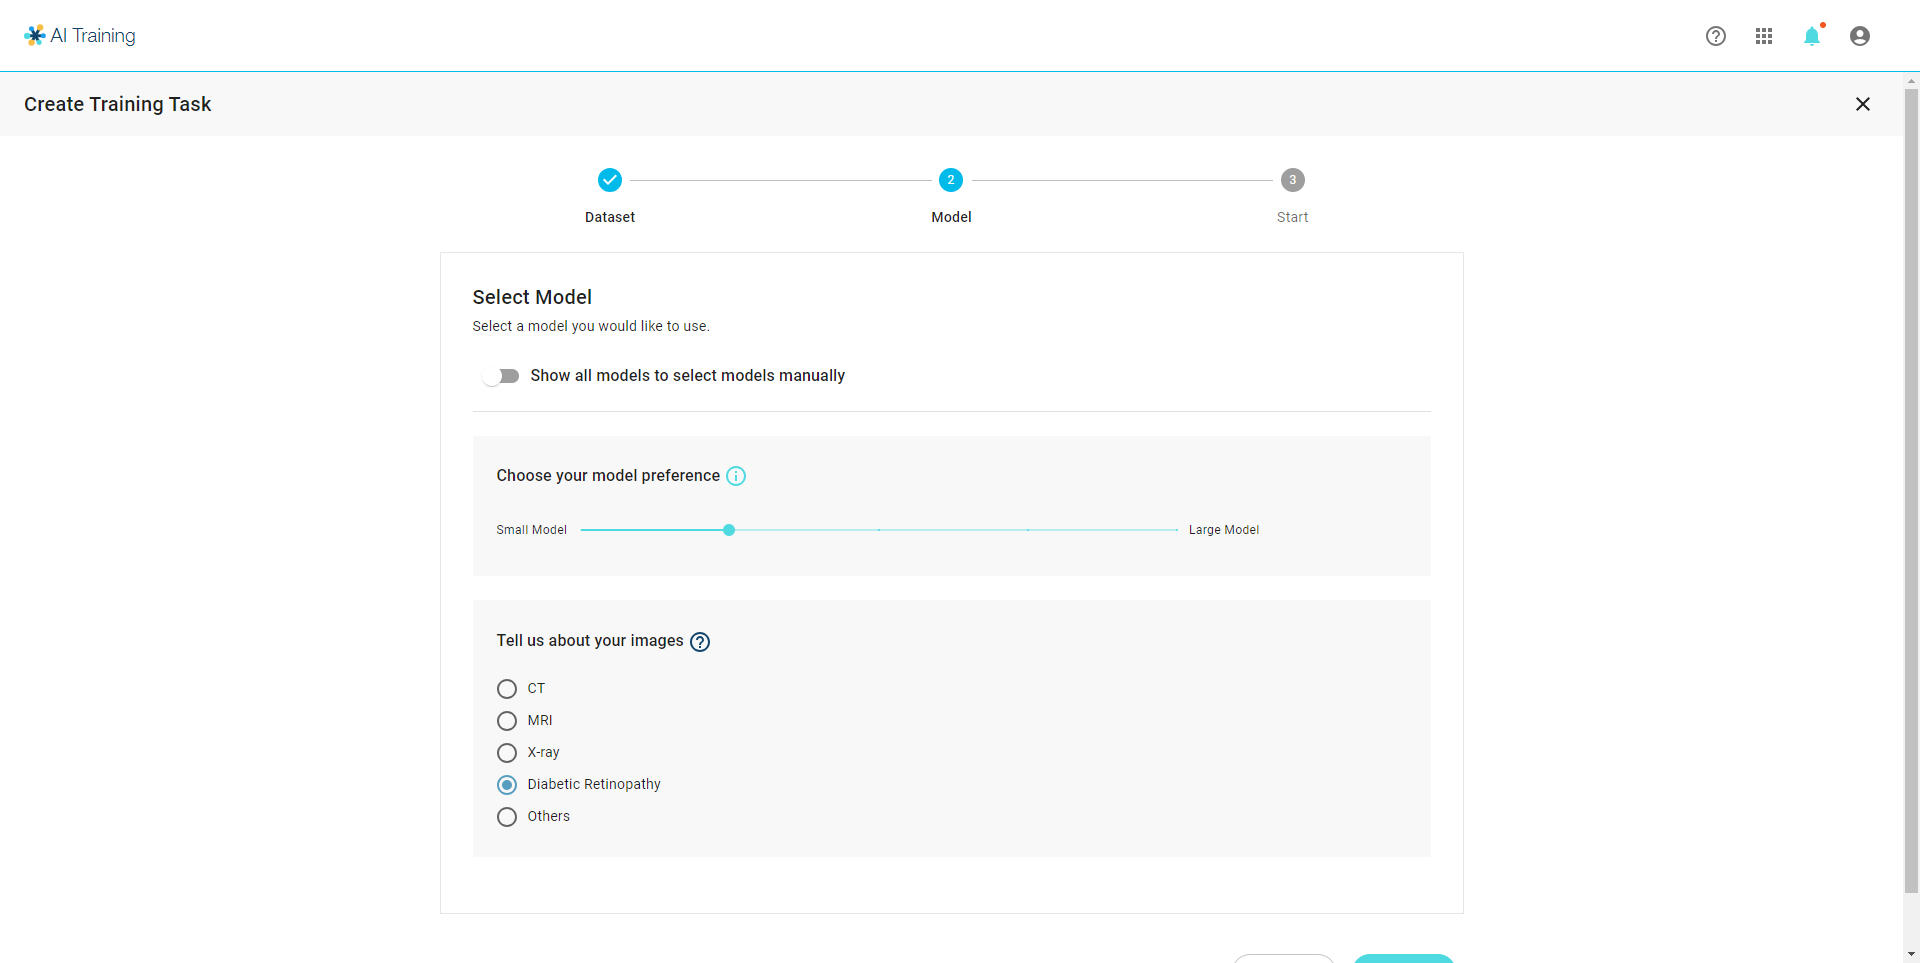 AI Training
Create Training Task
2
3
Dataset
Model
Start
Select Model
Select a model you would like to use.
Show all models to select models manually
Choose your model preference
Small Model
Large Model
Tell us about your images
CT
MRI
X-ray
Diabetic Retinopathy
Others